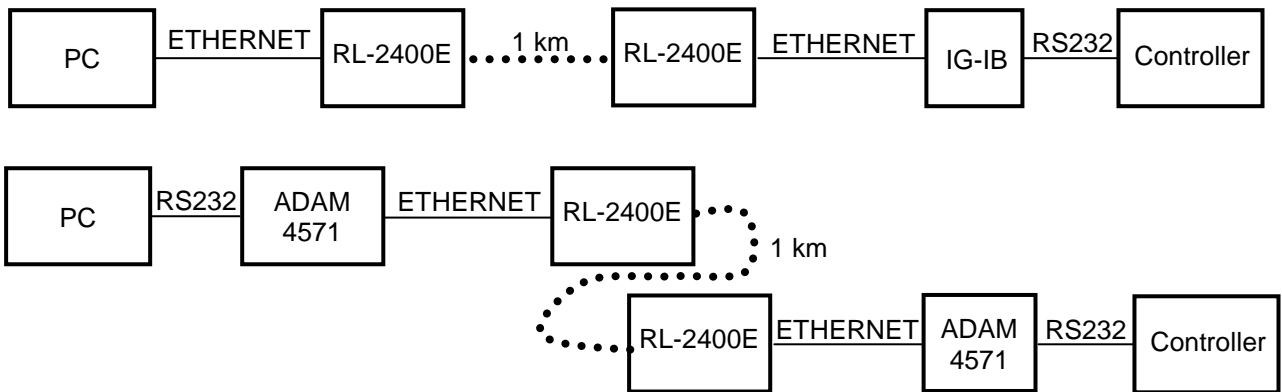 PC
ETHERNET
RL-2400E
1 km
RL-2400E
ETHERNET
IG-IB
RS232
Controller
PC
RS232
ADAM
4571
ETHERNET
RL-2400E
1 km
RL-2400E
ETHERNET
ADAM
4571
RS232
Controller